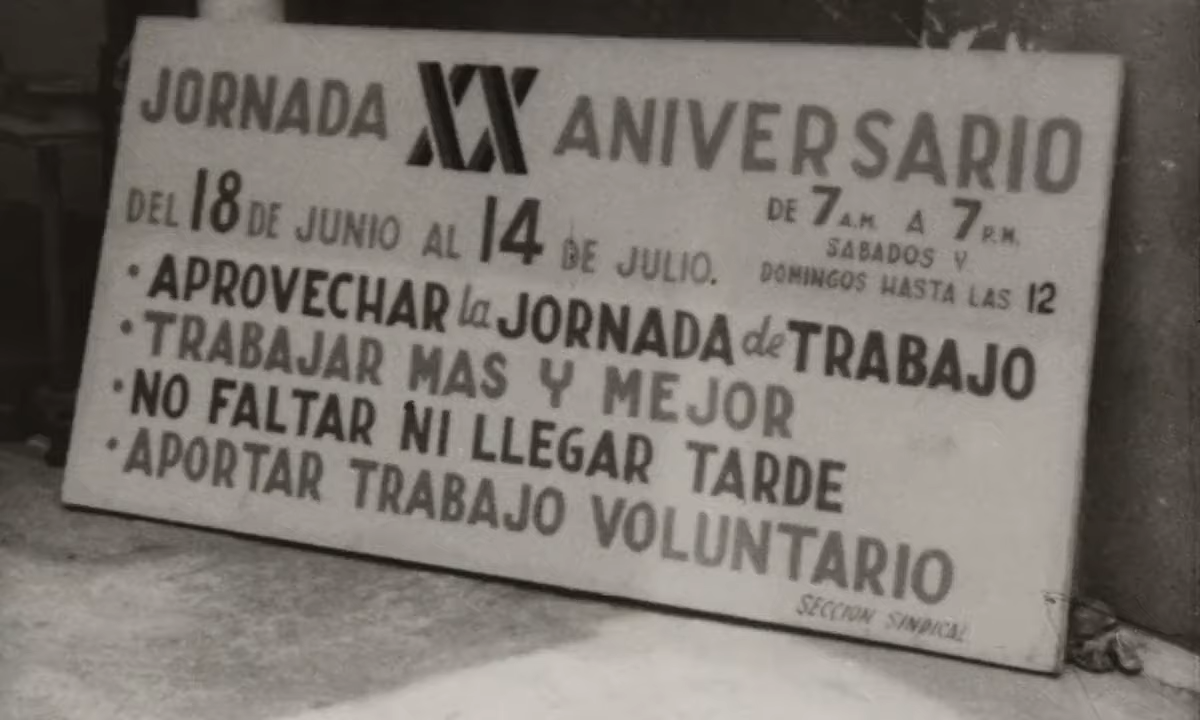 JORNADA XX ANIVERSARIO
DEL 18 DE JUNIO AL 14 DE JULIO.
DE 7 A.M. A 7 P.M.
SABADOS Y
DOMINGOS HASTA LAS 12
• APROVECHAR la JORNADA de TRABAJO
• TRABAJAR MAS Y MEJOR
• NO FALTAR NI LLEGAR TARDE
• APORTAR TRABAJO VOLUNTARIO
SECCION SINDICAL